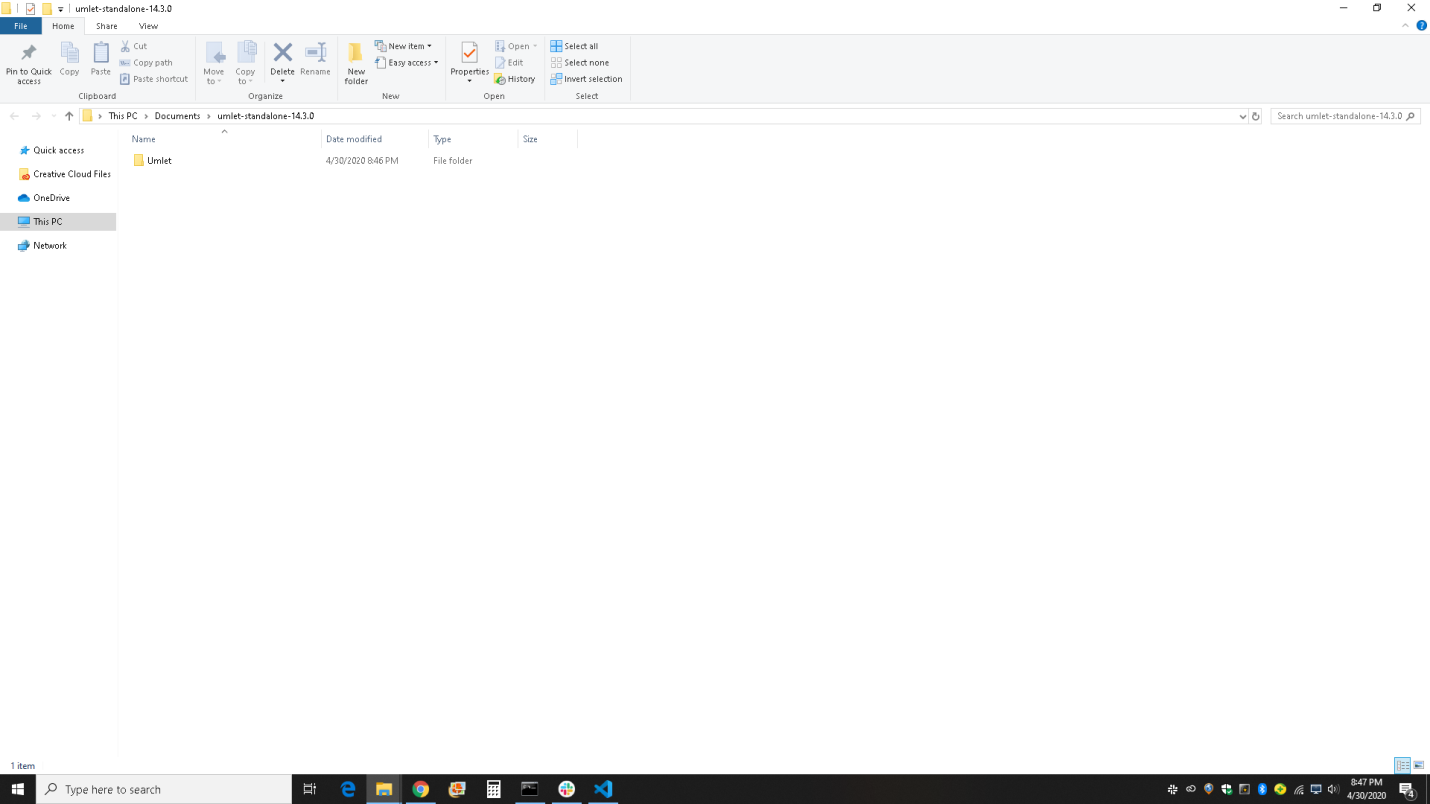 umlet-standalone-14.3.0
File Home Share View
Pin to Quick access
Copy
Paste
Cut
Copy path
Paste shortcut
Clipboard
Move to
Copy to
Delete
Rename
Organize
New folder
New item
Easy access
New
Properties
Open
Edit
History
Open
Select all
Select none
Invert selection
Select
This PC Documents umlet-standalone-14.3.0
Search umlet-standalone-14.3.0
Name Date modified Type Size
Umlet 4/30/2020 8:46 PM File folder
Quick access
Creative Cloud Files
OneDrive
This PC
Network
1 item
Type here to search
8:47 PM
4/30/2020
4